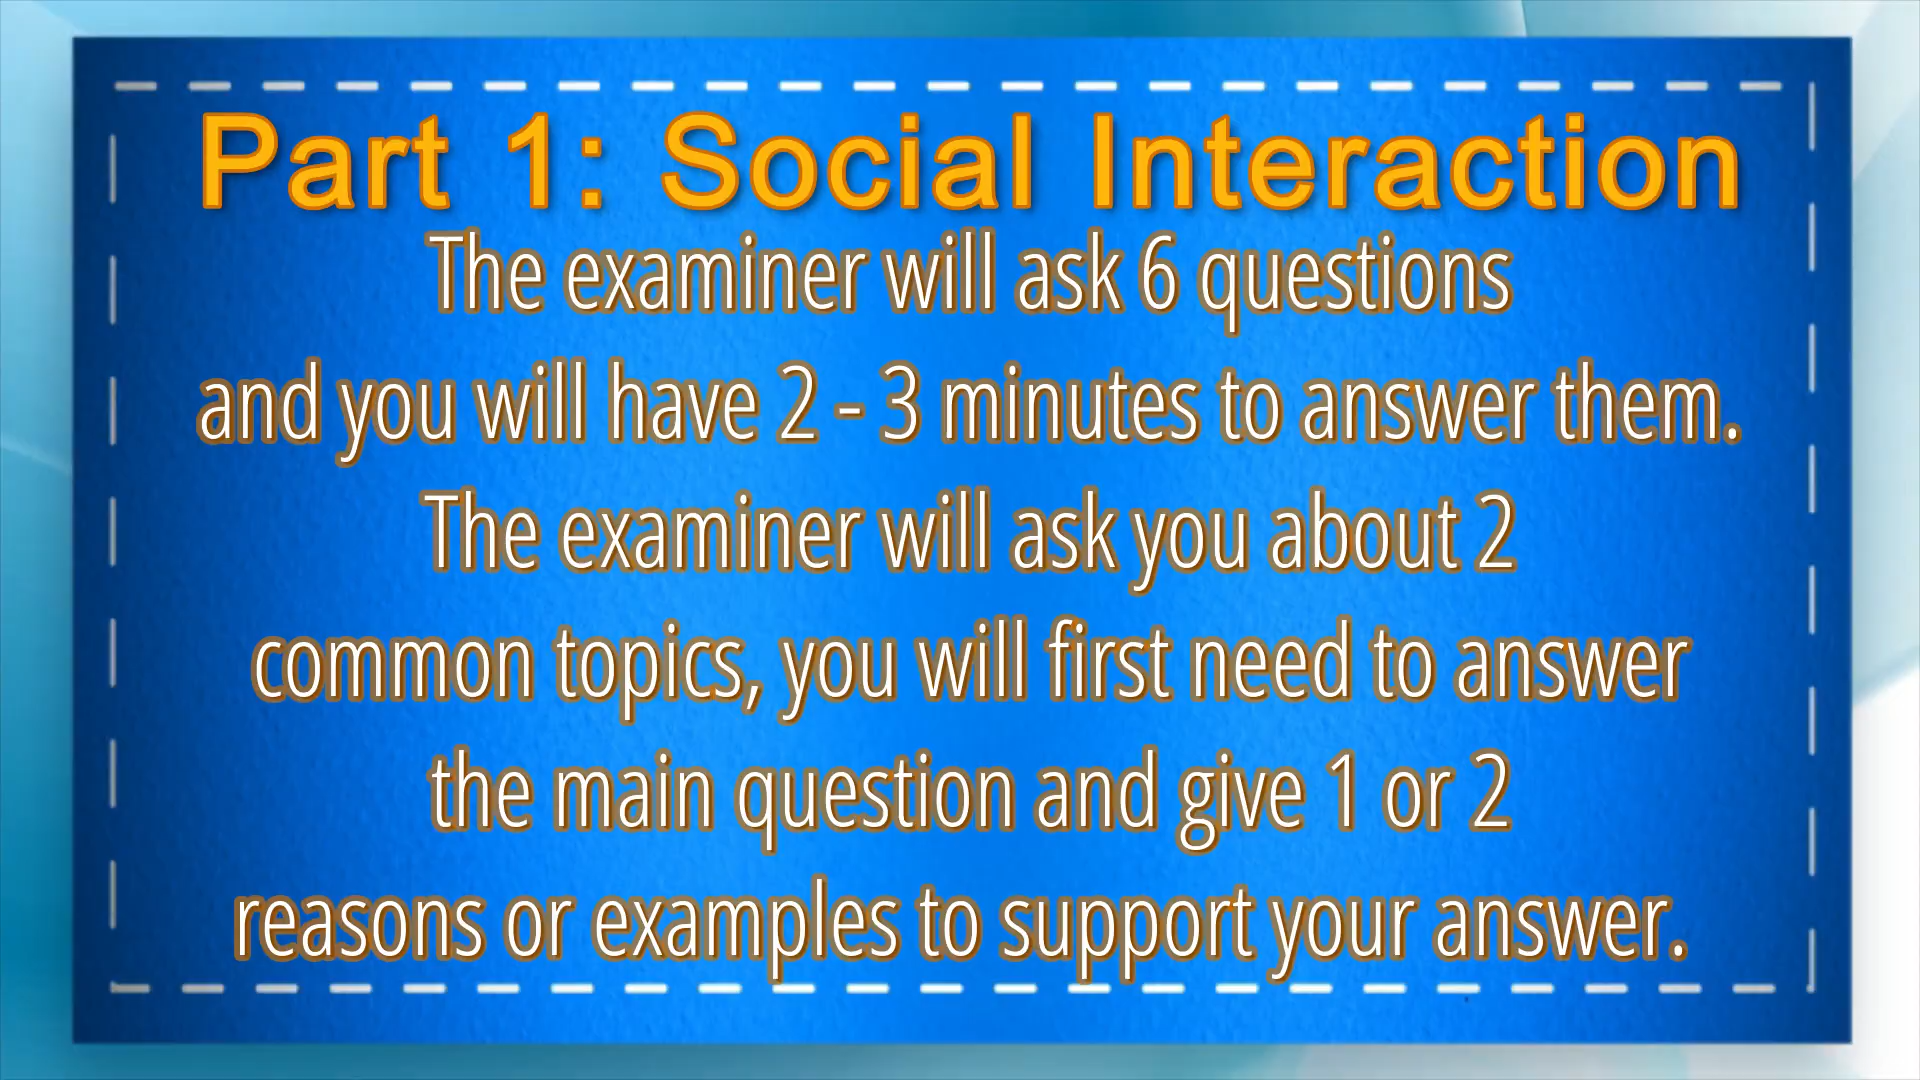 Part 1: Social Interaction
The examiner will ask 6 questions
and you will have 2 - 3 minutes to answer them.
The examiner will ask you about 2
common topics, you will first need to answer
the main question and give 1 or 2
reasons or examples to support your answer.